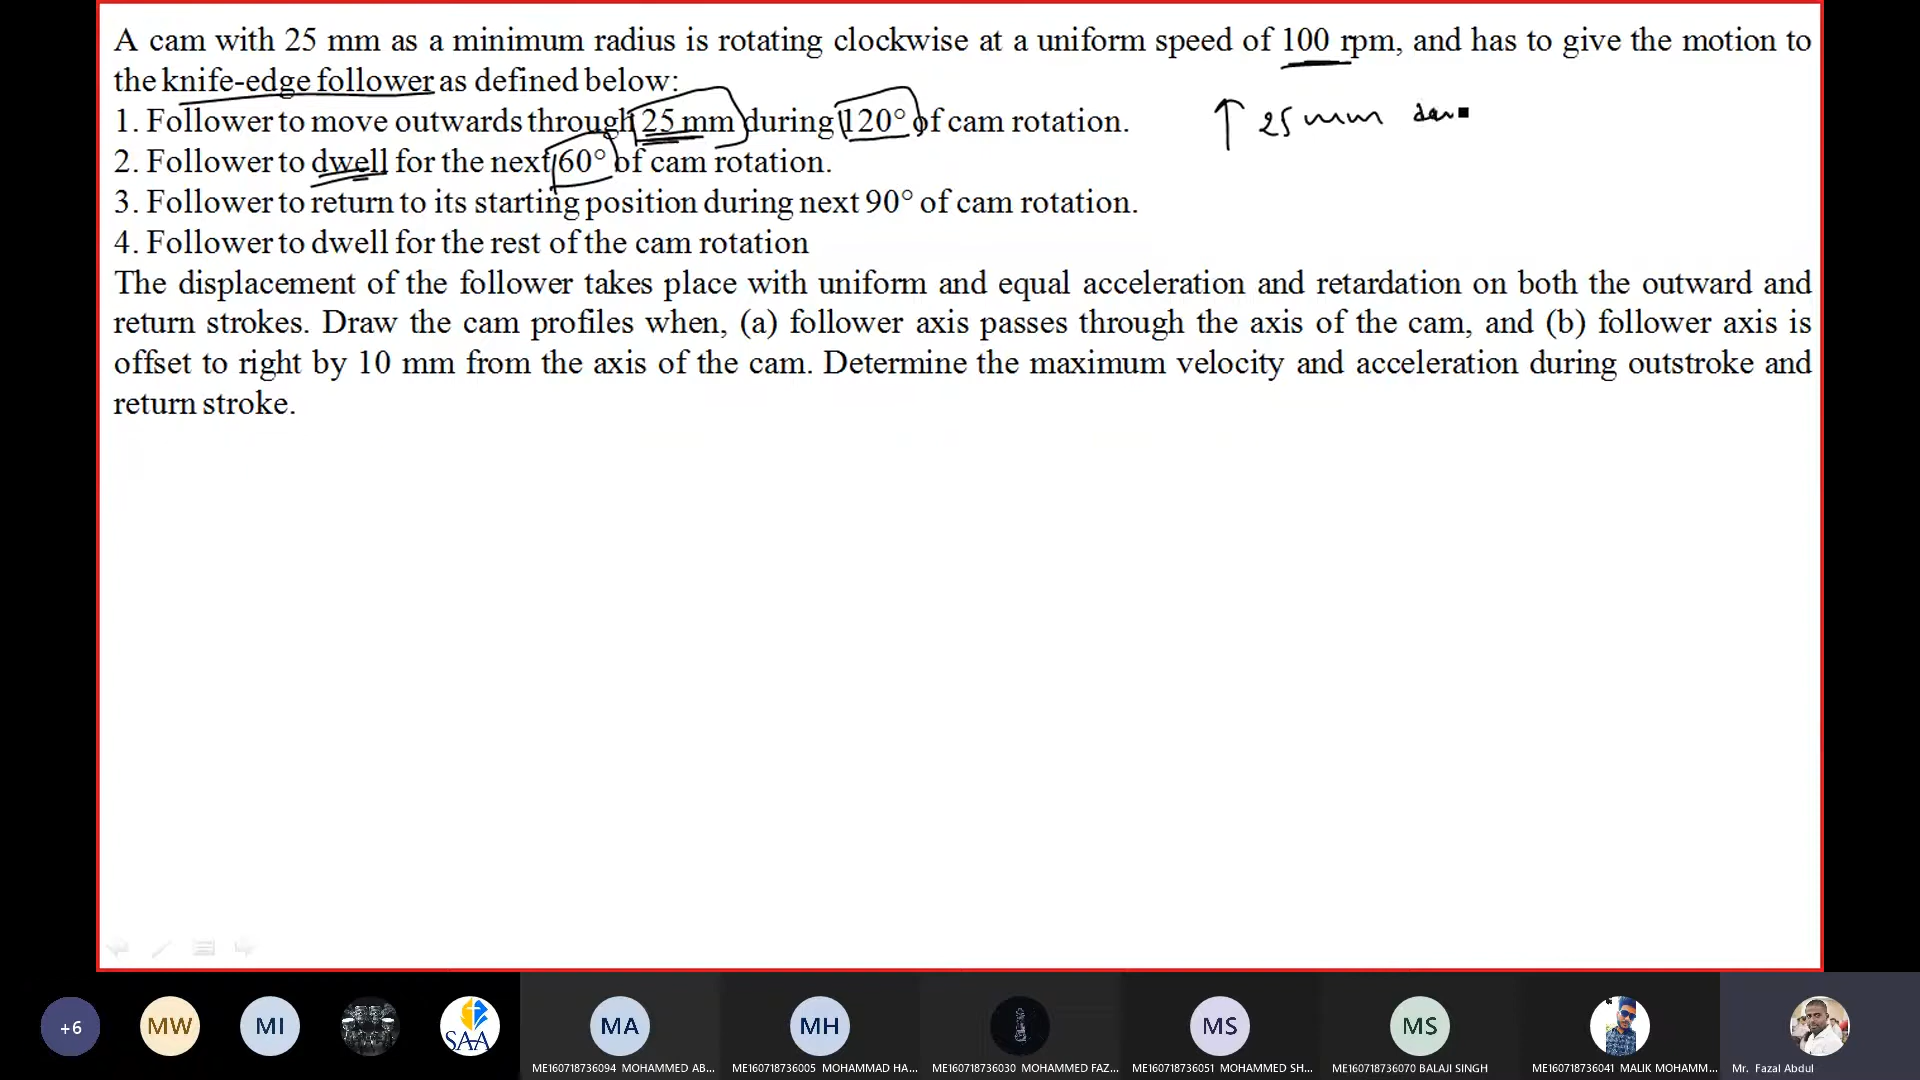 A cam with 25 mm as a minimum radius is rotating clockwise at a uniform speed of 100 rpm, and has to give the motion to
the knife-edge follower as defined below:
1. Follower to move outwards through 25 mm during 120° of cam rotation.
↑ 25 mm
2. Follower to dwell for the next 60° of cam rotation.
3. Follower to return to its starting position during next 90° of cam rotation.
4. Follower to dwell for the rest of the cam rotation
The displacement of the follower takes place with uniform and equal acceleration and retardation on both the outward and
return strokes. Draw the cam profiles when, (a) follower axis passes through the axis of the cam, and (b) follower axis is
offset to right by 10 mm from the axis of the cam. Determine the maximum velocity and acceleration during outstroke and
return stroke.
+6
MW
MI
SAA
MA
MH
MS
MS
ME160718736094 MOHAMMED AB...
ME160718736005 MOHAMMAD HA...
ME160718736030 MOHAMMED FAZ...
ME160718736051 MOHAMMED SH...
ME160718736070 BALAJI SINGH
ME160718736041 MALIK MOHAMM...
Mr. Fazal Abdul